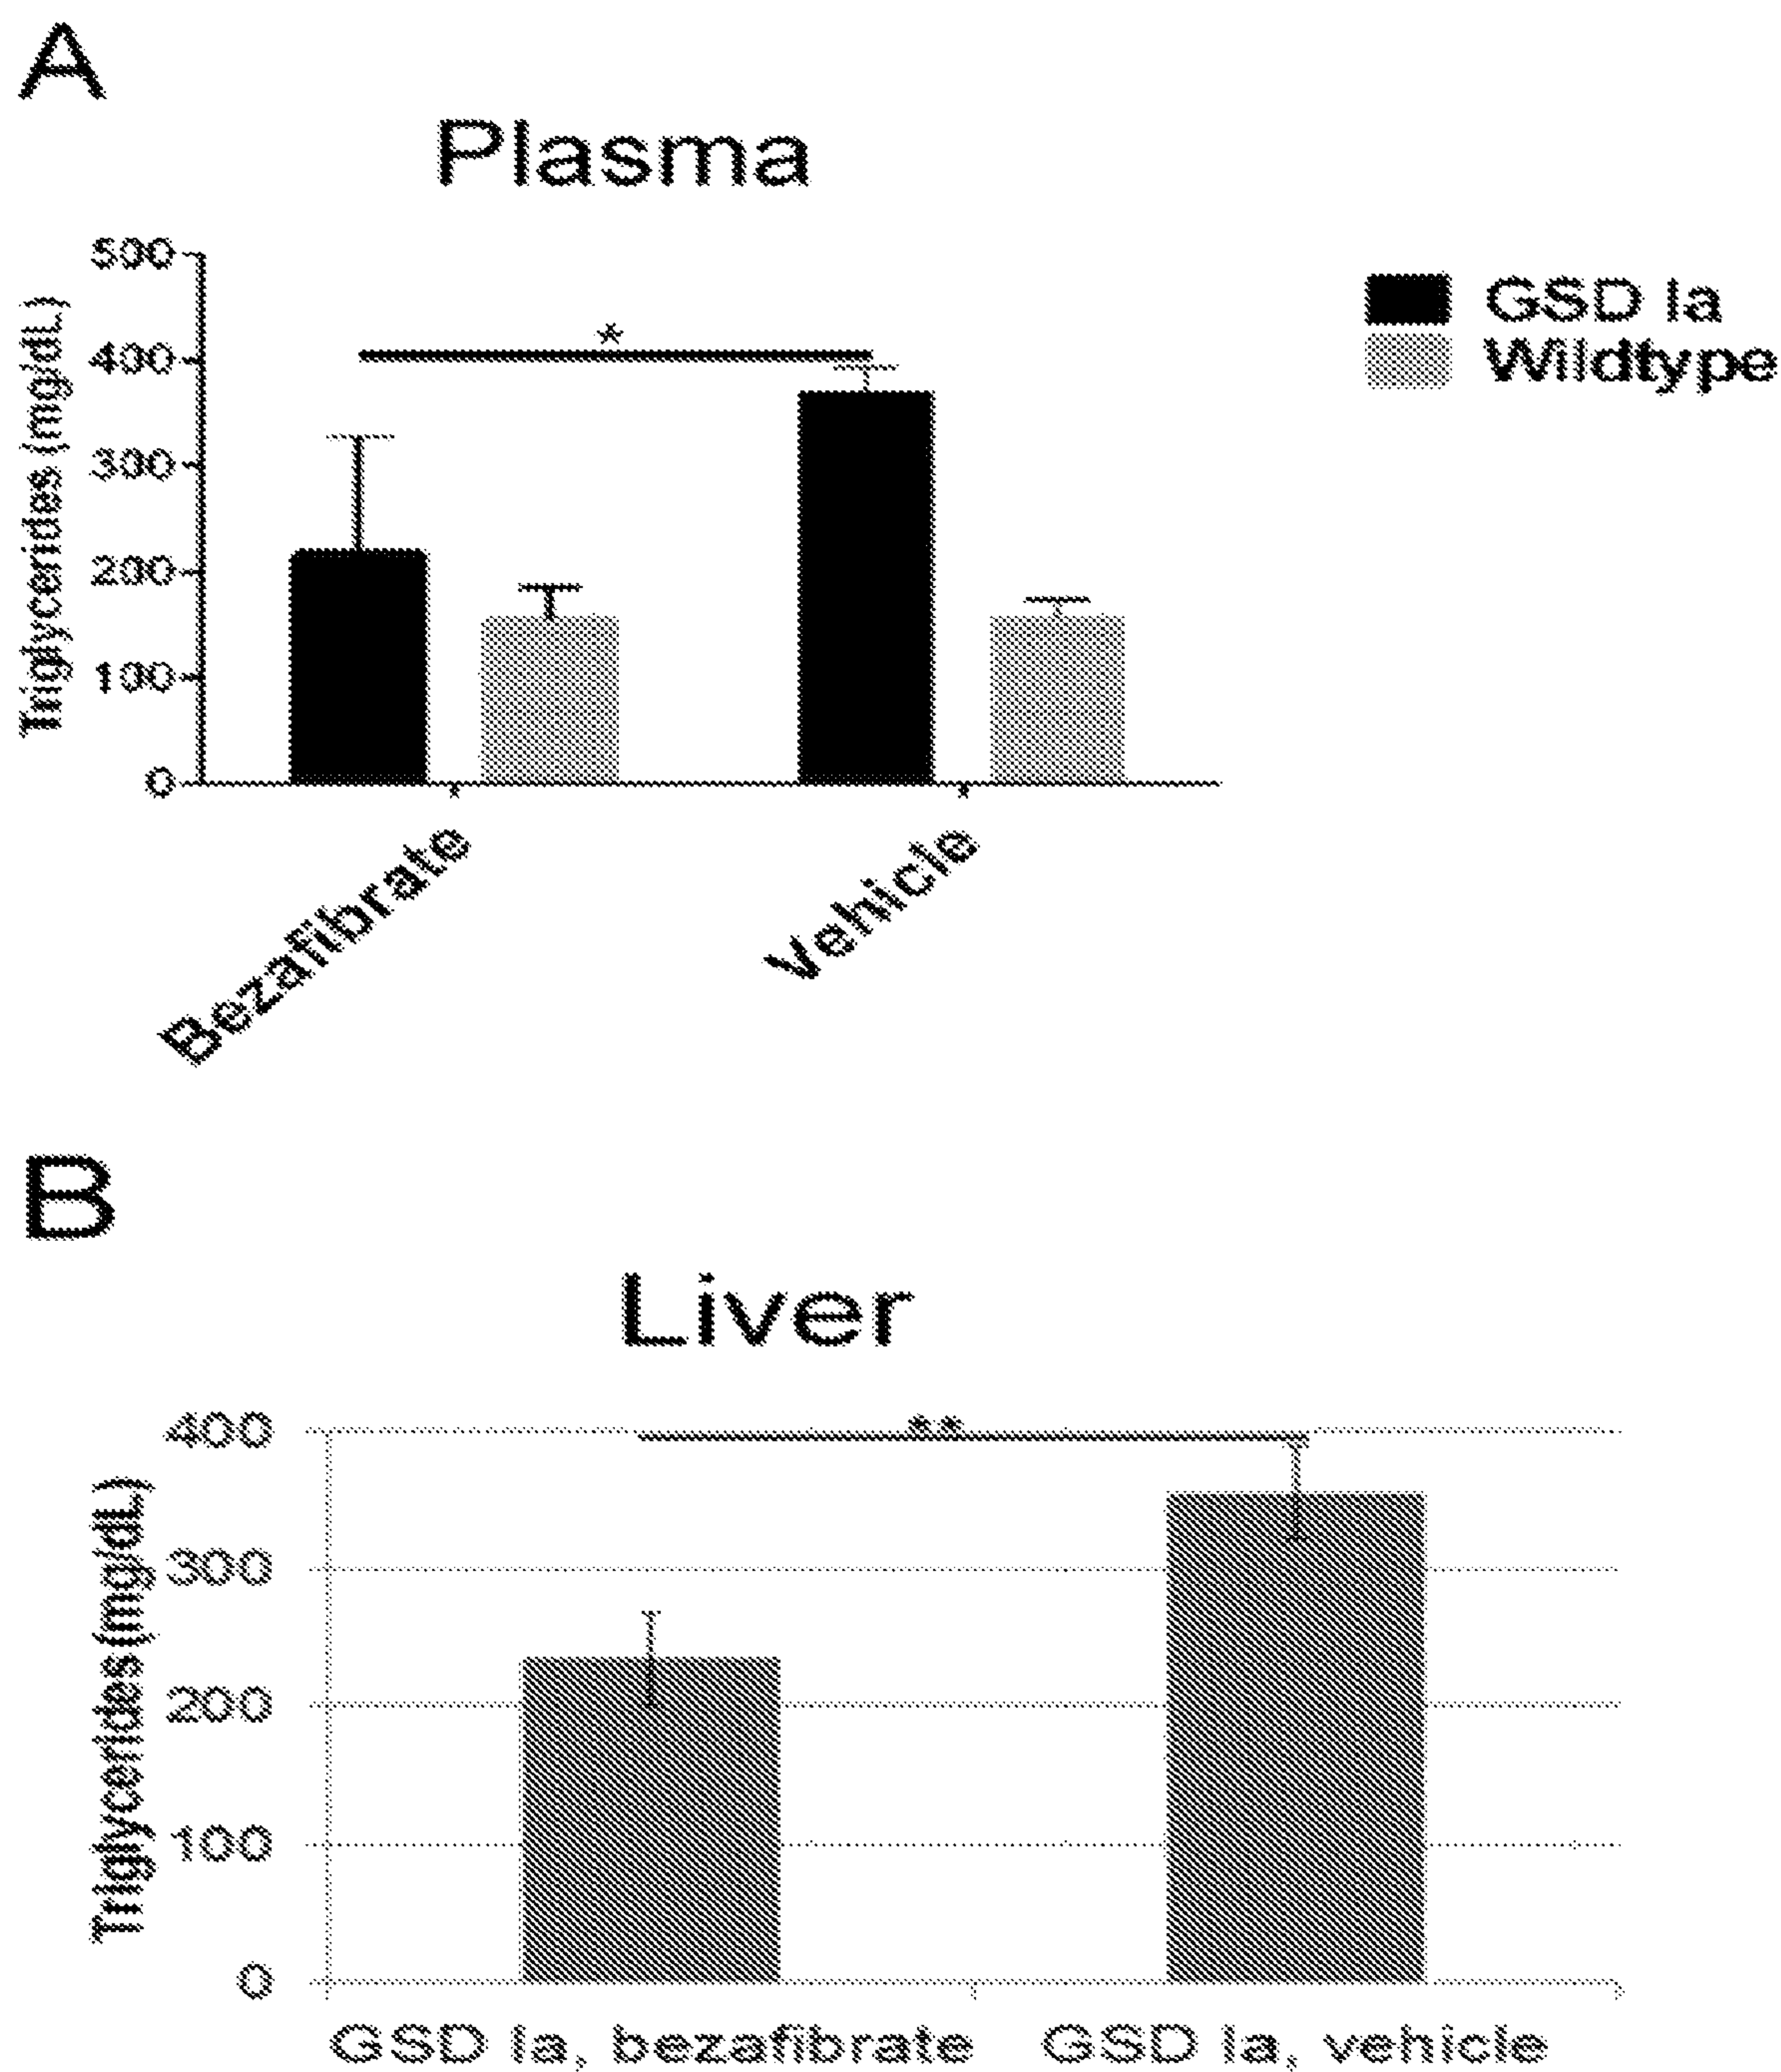 A
Plasma
Triglycerides (mg/dL)
500
400
300
200
100
0
*
GSD Ia
Wildtype
Bezafibrate
Vehicle
B
Liver
Triglycerides (mg/dL)
400
300
200
100
0
**
GSD Ia, bezafibrate
GSD Ia, vehicle